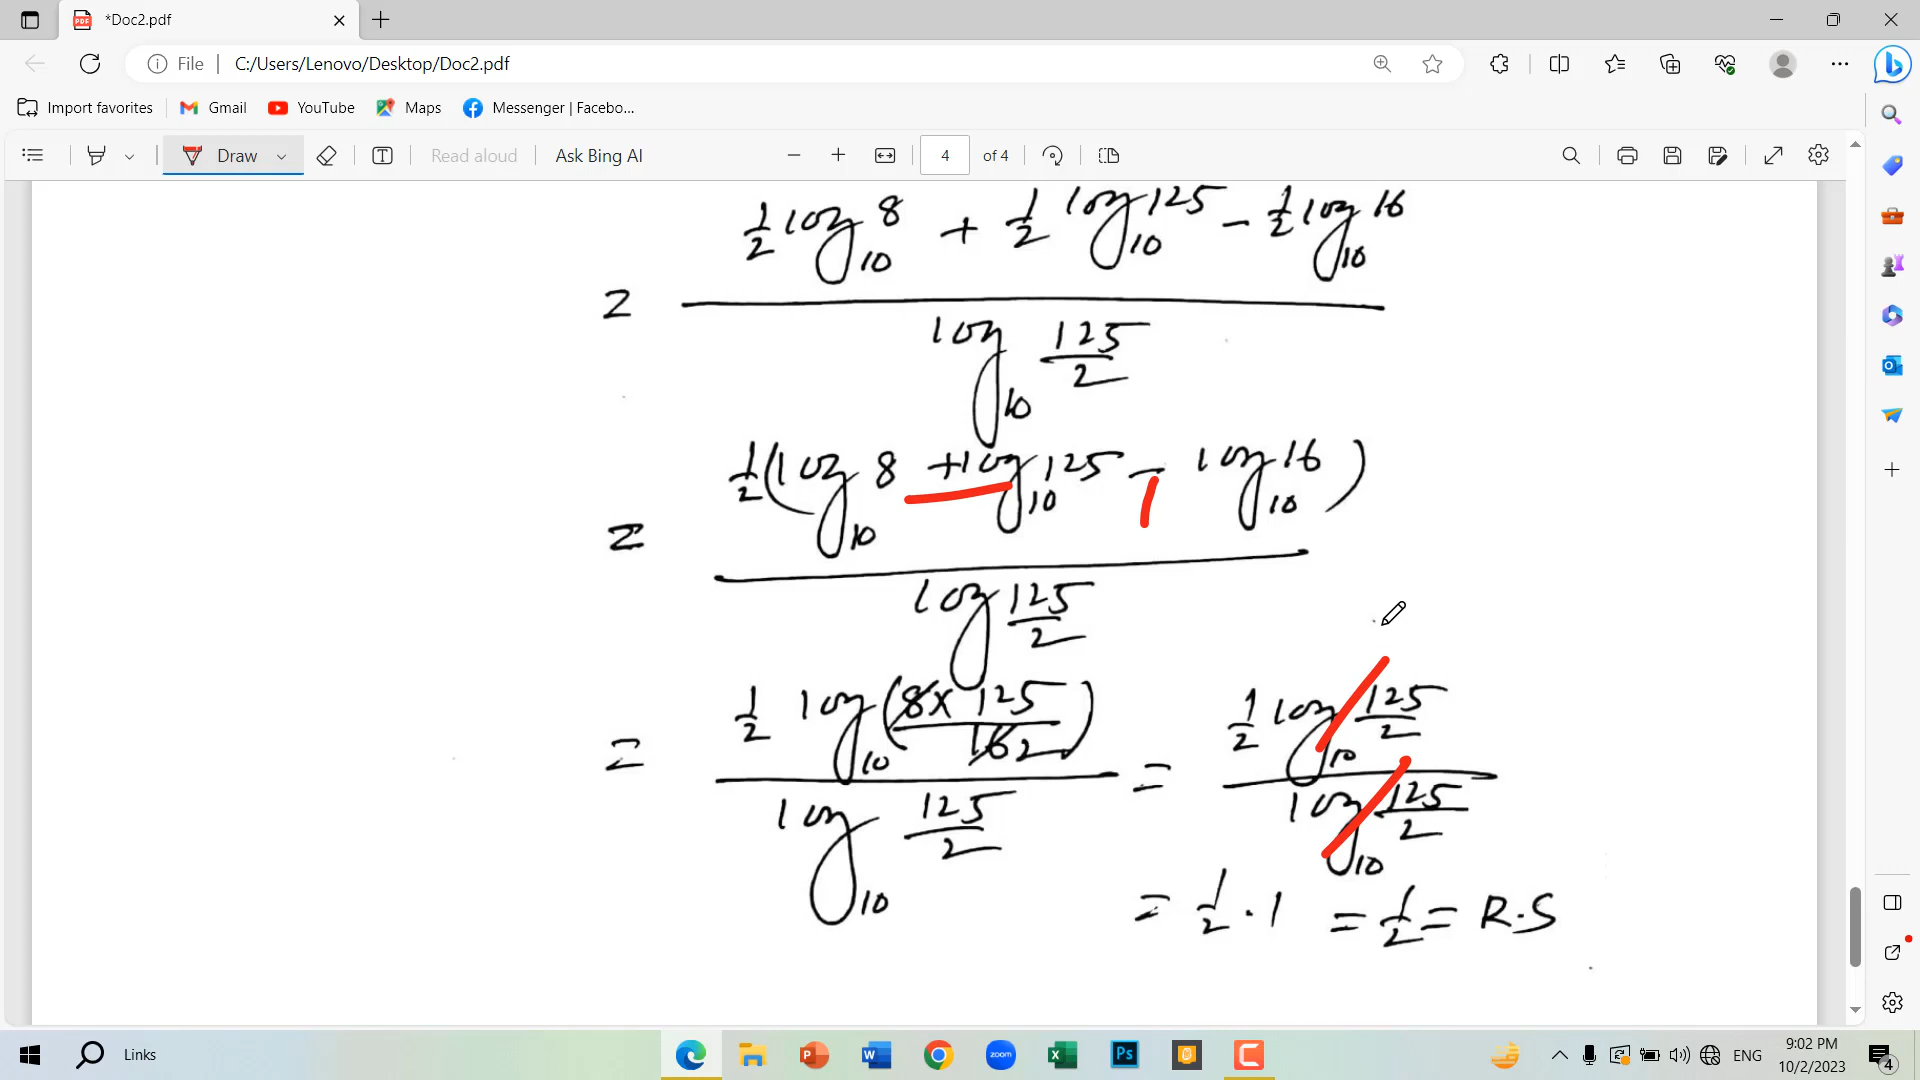 *Doc2.pdf
File | C:/Users/Lenovo/Desktop/Doc2.pdf
Import favorites Gmail YouTube Maps Messenger | Facebo...
Draw Read aloud Ask Bing AI 4 of 4
½ log₁₀ 8 + ½ log₁₀ 125 - ½ log₁₀ 16
=
log₁₀ 125/2
½ (log₁₀ 8 + log₁₀ 125 - log₁₀ 16)
=
log 125/2
½ log₁₀ (8 × 125 / 16 2) ½ log₁₀ 125/2
= =
log₁₀ 125/2 log₁₀ 125/2
= ½ · 1 = ½ = R.S
Links zoom Ps ENG 9:02 PM
10/2/2023 4